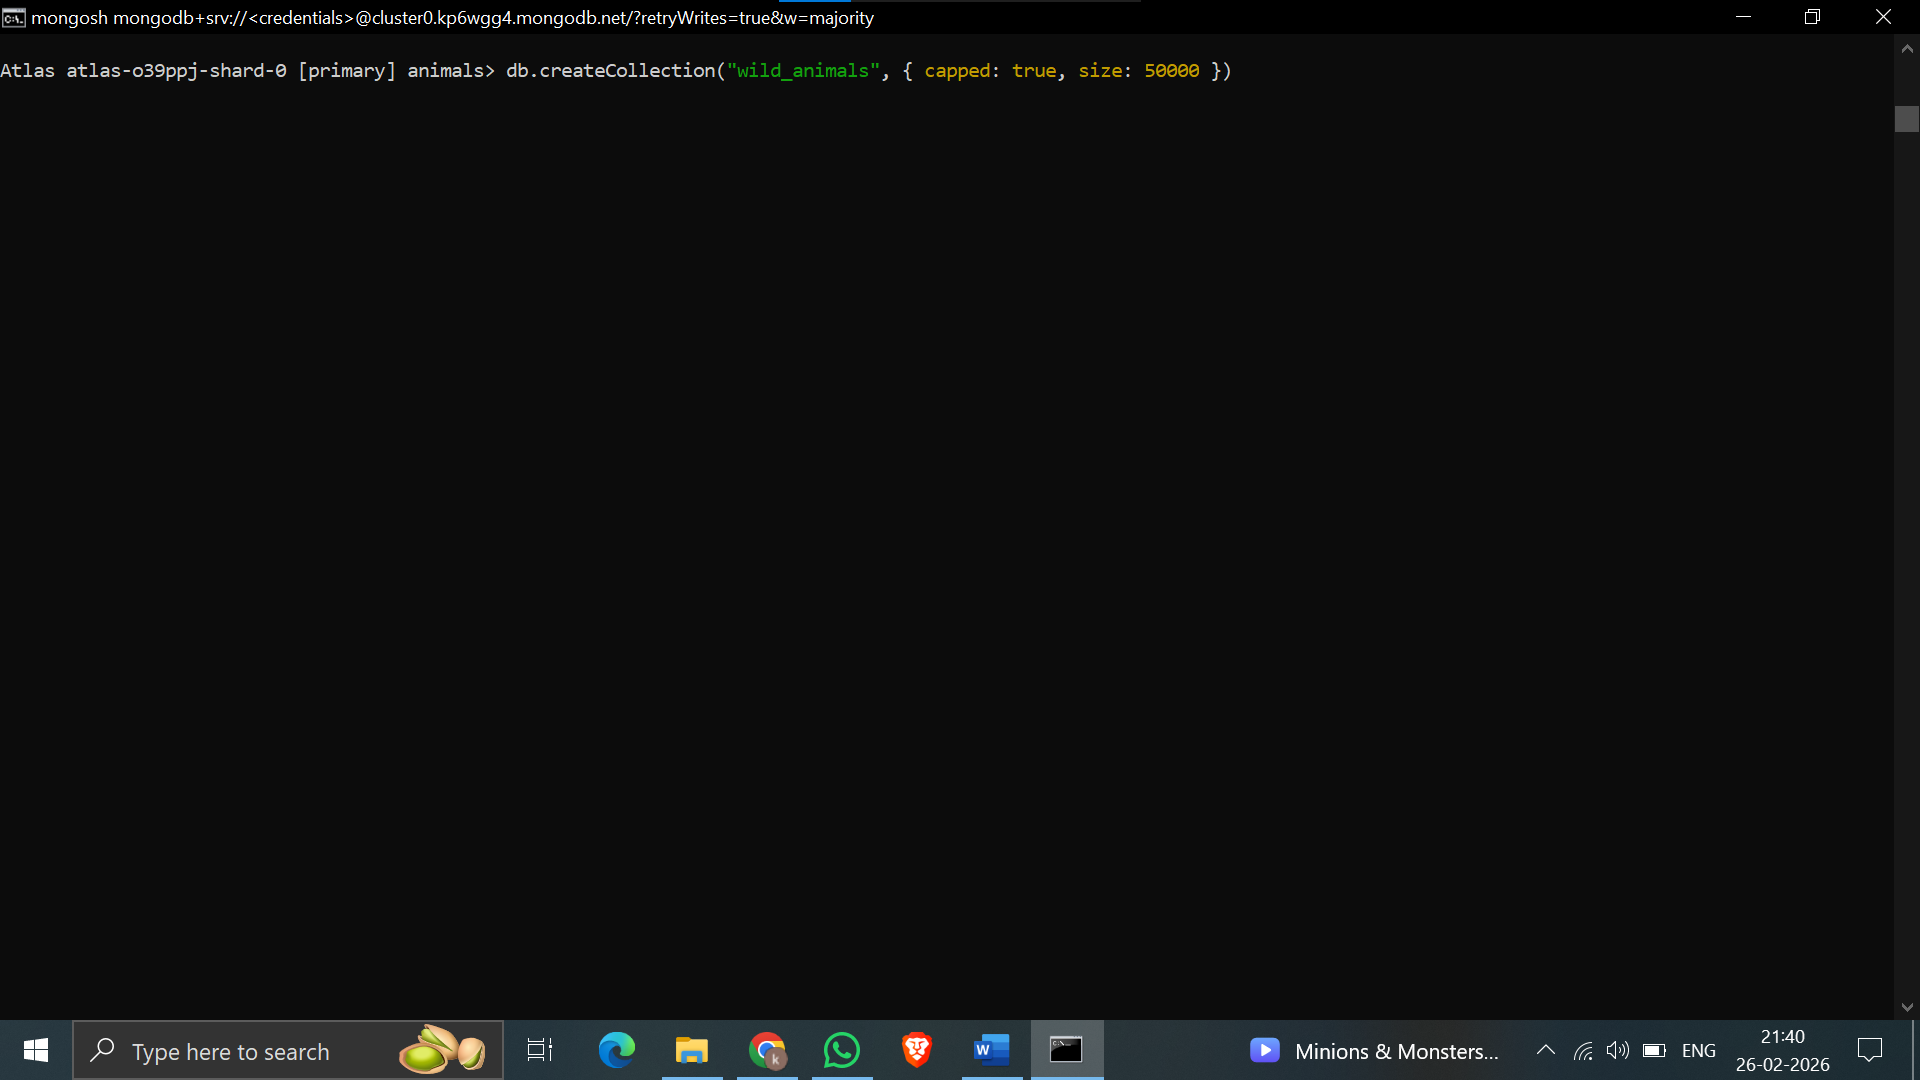 mongosh mongodb+srv://<credentials>@cluster0.kp6wgg4.mongodb.net/?retryWrites=true&w=majority
Atlas atlas-o39ppj-shard-0 [primary] animals> db.createCollection("wild_animals", { capped: true, size: 50000 })
Type here to search
Minions & Monsters...
ENG
21:40
26-02-2026